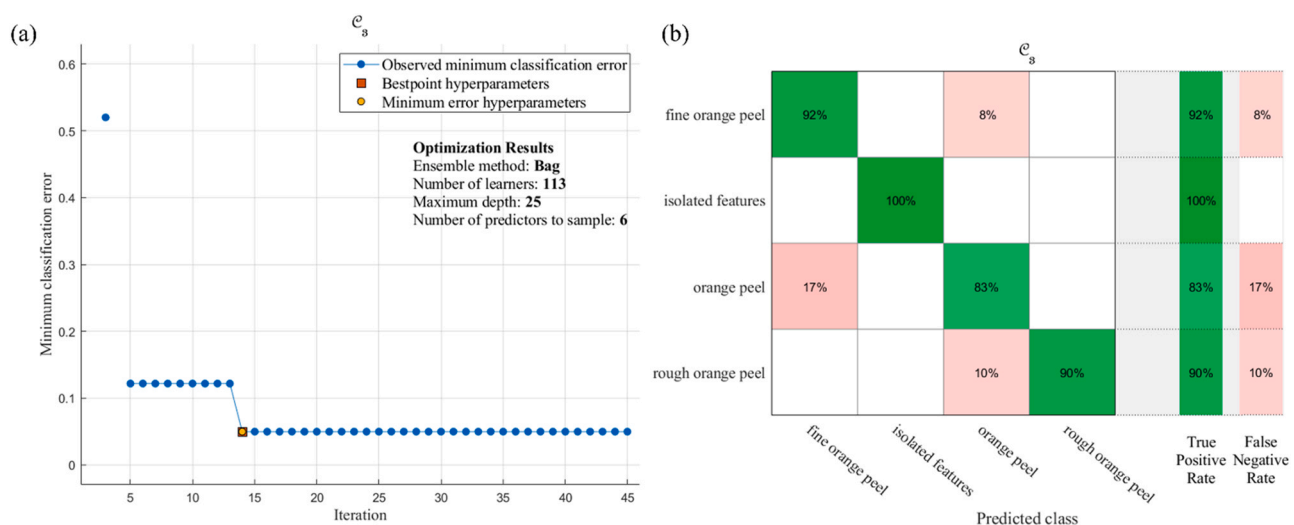 (a)
𝒞₃
0.6
0.5
0.4
0.3
0.2
0.1
0
Minimum classification error
Observed minimum classification error
Bestpoint hyperparameters
Minimum error hyperparameters
Optimization Results
Ensemble method: Bag
Number of learners: 113
Maximum depth: 25
Number of predictors to sample: 6
5 10 15 20 25 30 35 40 45
Iteration
(b)
𝒞₃
fine orange peel 92% 8% 92% 8%
isolated features 100% 100%
orange peel 17% 83% 83% 17%
rough orange peel 10% 90% 90% 10%
fine orange peel
isolated features
orange peel
rough orange peel
True
Positive
Rate
False
Negative
Rate
Predicted class